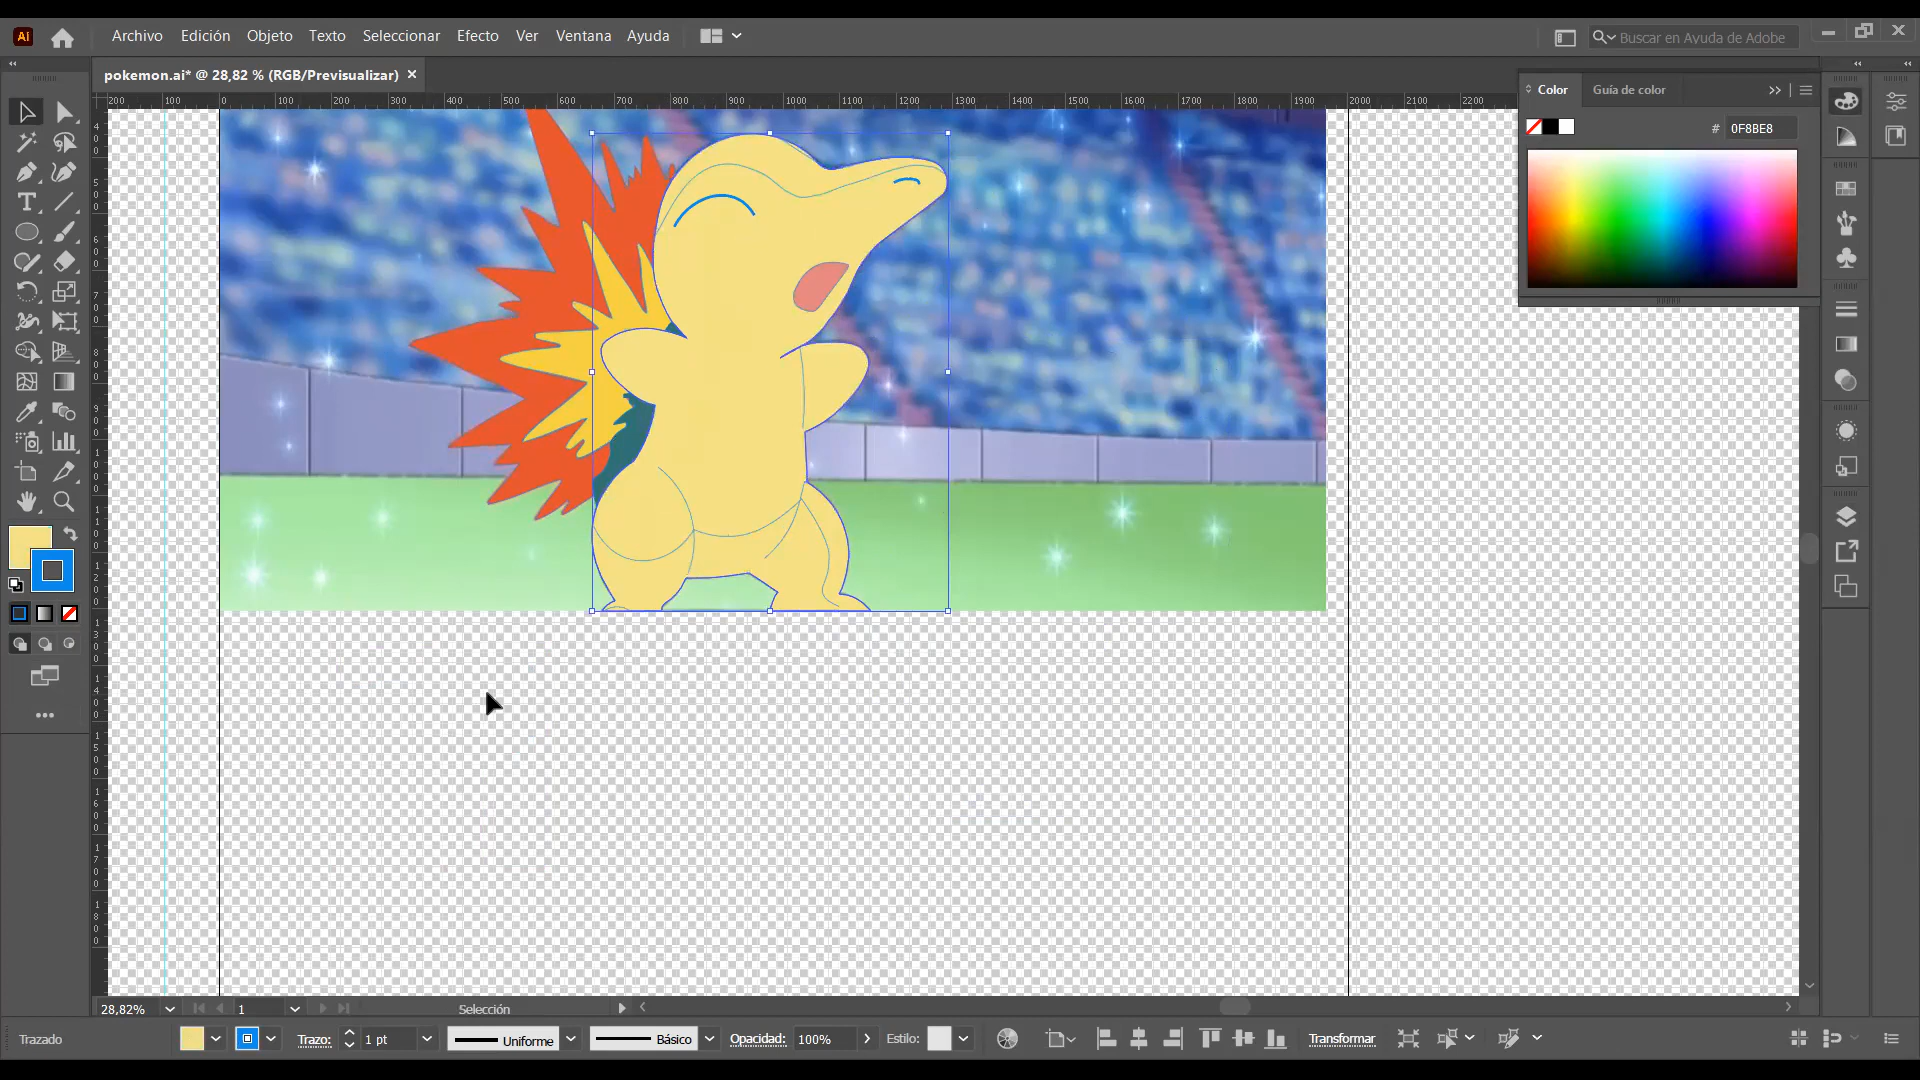 Ai Archivo Edición Objeto Texto Seleccionar Efecto Ver Ventana Ayuda Buscar en Ayuda de Adobe
pokemon.ai* @ 28,82 % (RGB/Previsualizar) ×
Color Guía de color
200 100 0 100 200 300 400 500 600 700 800 900 1000 1100 1200 1300 1400 1500 1600 1700 1800 1900 2000 2100 2200
# 0F8BE8
28,82% 1 Selección
Trazado Trazo: 1 pt Uniforme Básico Opacidad: 100% Estilo: Transformar